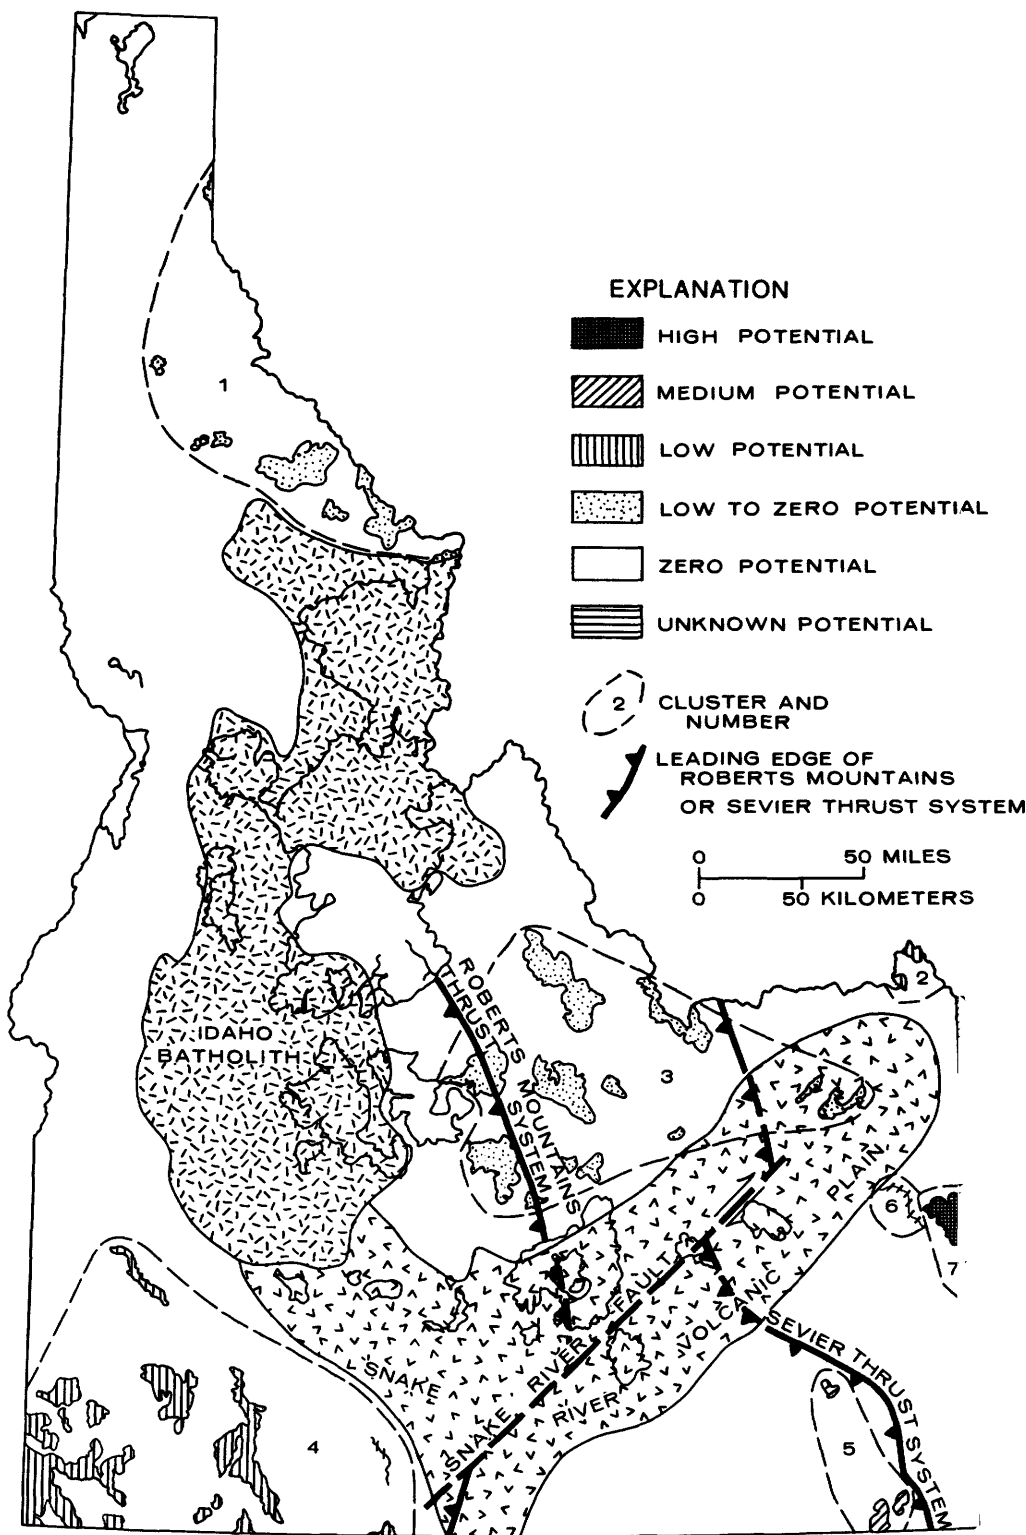 EXPLANATION
HIGH POTENTIAL
MEDIUM POTENTIAL
LOW POTENTIAL
LOW TO ZERO POTENTIAL
ZERO POTENTIAL
UNKNOWN POTENTIAL
2 CLUSTER AND
NUMBER
LEADING EDGE OF
ROBERTS MOUNTAINS
OR SEVIER THRUST SYSTEM
0 50 MILES
0 50 KILOMETERS
1
2
ROBERTS MOUNTAINS
THRUST SYSTEM
IDAHO
BATHOLITH
3
6
7
SNAKE RIVER FAULT
SNAKE
RIVER
VOLCANIC
PLAIN
SEVIER THRUST SYSTEM
4
5